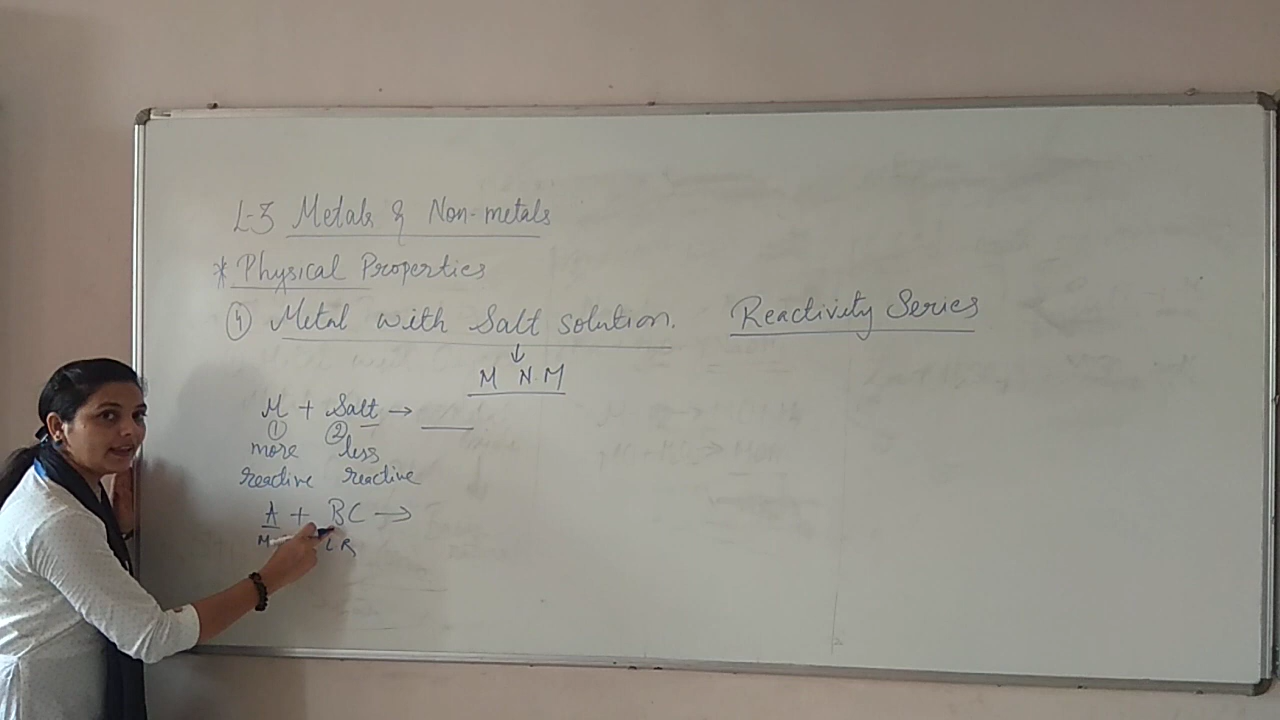 L-3 Metals & Non-metals
* Physical Properties
④ Metal with Salt solution. Reactivity Series
↓
M N.M
M + Salt →
① ②
more less
reactive reactive
A + BC →
M L R